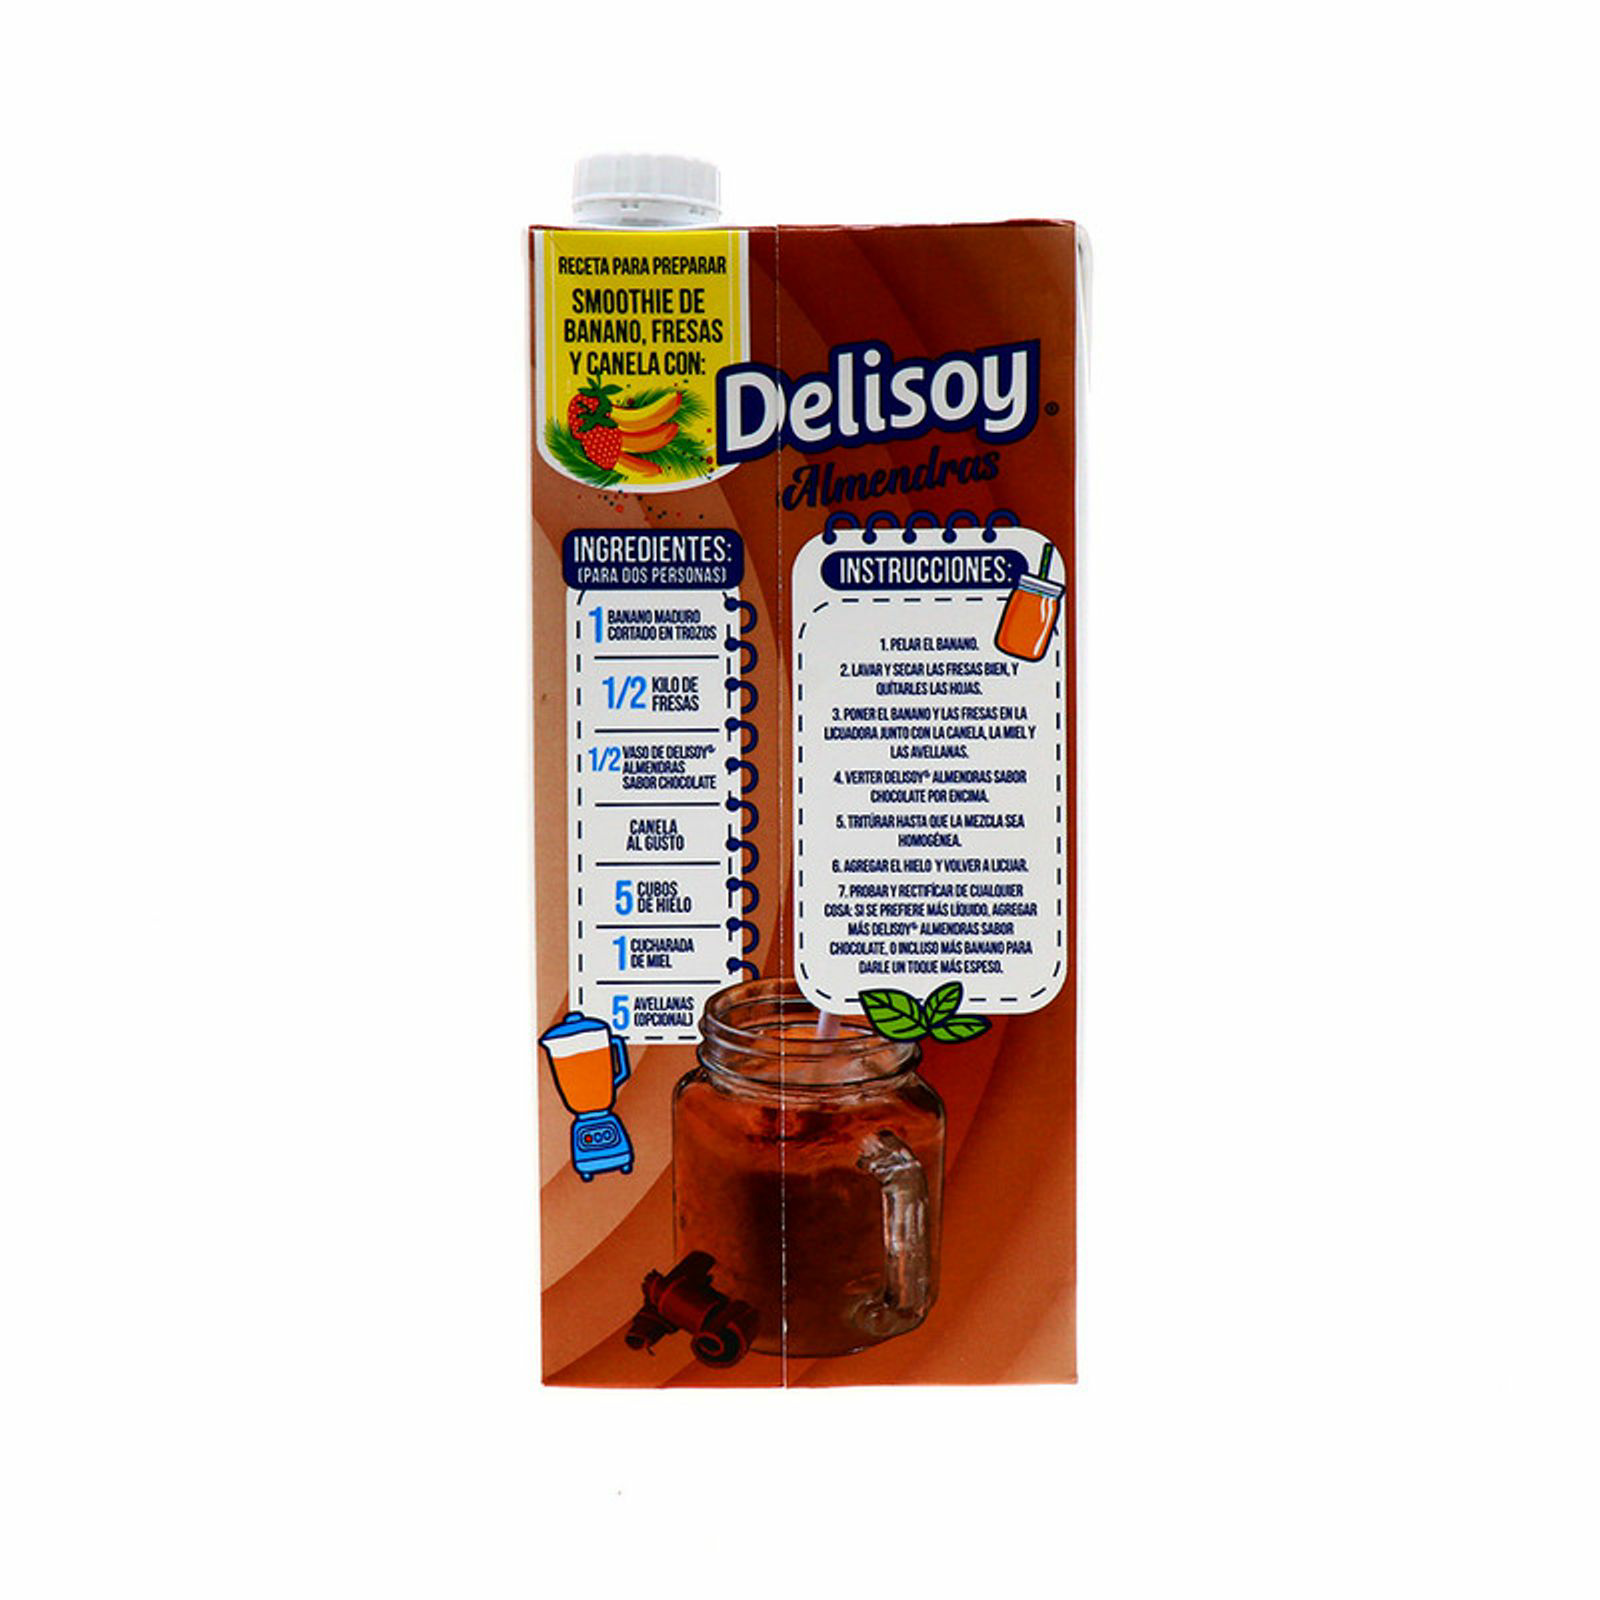 RECETA PARA PREPARAR
SMOOTHIE DE
BANANO, FRESAS
Y CANELA CON:
Delisoy®
Almendras
INGREDIENTES:
(PARA DOS PERSONAS)
1 BANANO MADURO
CORTADO EN TROZOS
1/2 KILO DE
FRESAS
1/2 VASO DE DELISOY®
ALMENDRAS
SABOR CHOCOLATE
CANELA
AL GUSTO
5 CUBOS
DE HIELO
1 CUCHARADA
DE MIEL
5 AVELLANAS
(OPCIONAL)
INSTRUCCIONES:
1. PELAR EL BANANO.
2. LAVAR Y SECAR LAS FRESAS BIEN, Y
QUÍTARLES LAS HOJAS.
3. PONER EL BANANO Y LAS FRESAS EN LA
LICUADORA JUNTO CON LA CANELA, LA MIEL Y
LAS AVELLANAS.
4. VERTER DELISOY® ALMENDRAS SABOR
CHOCOLATE POR ENCIMA.
5. TRITÚRAR HASTA QUE LA MEZCLA SEA
HOMOGÉNEA.
6. AGREGAR EL HIELO Y VOLVER A LICUAR.
7. PROBAR Y RECTIFÍCAR DE CUALQUIER
COSA: SI SE PREFIERE MÁS LÍQUIDO, AGREGAR
MÁS DELISOY® ALMENDRAS SABOR
CHOCOLATE, O INCLUSO MÁS BANANO PARA
DARLE UN TOQUE MÁS ESPESO.